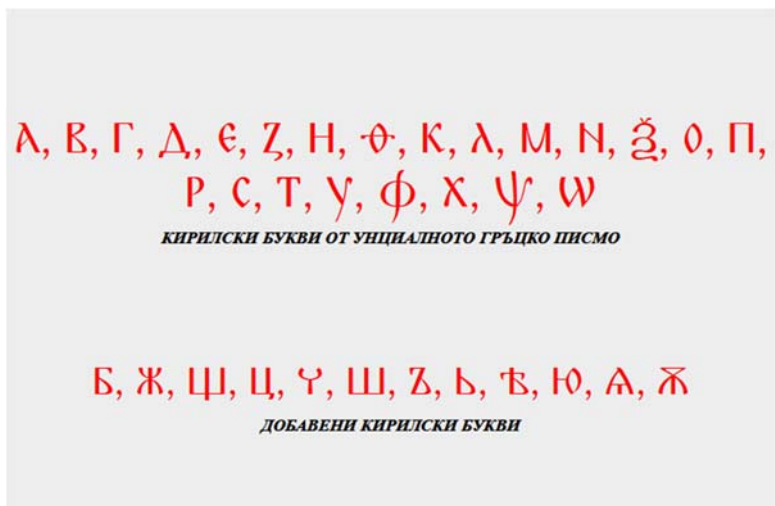 А, В, Г, Д, Є, Ꙁ, Н, Ѳ, К, Л, М, N, Ѯ, О, П,
Р, С, Т, У, Ф, Х, Ѱ, Ѡ
КИРИЛСКИ БУКВИ ОТ УНЦИАЛНОТО ГРЪЦКО ПИСМО
Б, Ж, Щ, Ц, Ч, Ш, Ъ, Ь, Ѣ, Ю, Ѧ, Ѫ
ДОБАВЕНИ КИРИЛСКИ БУКВИ